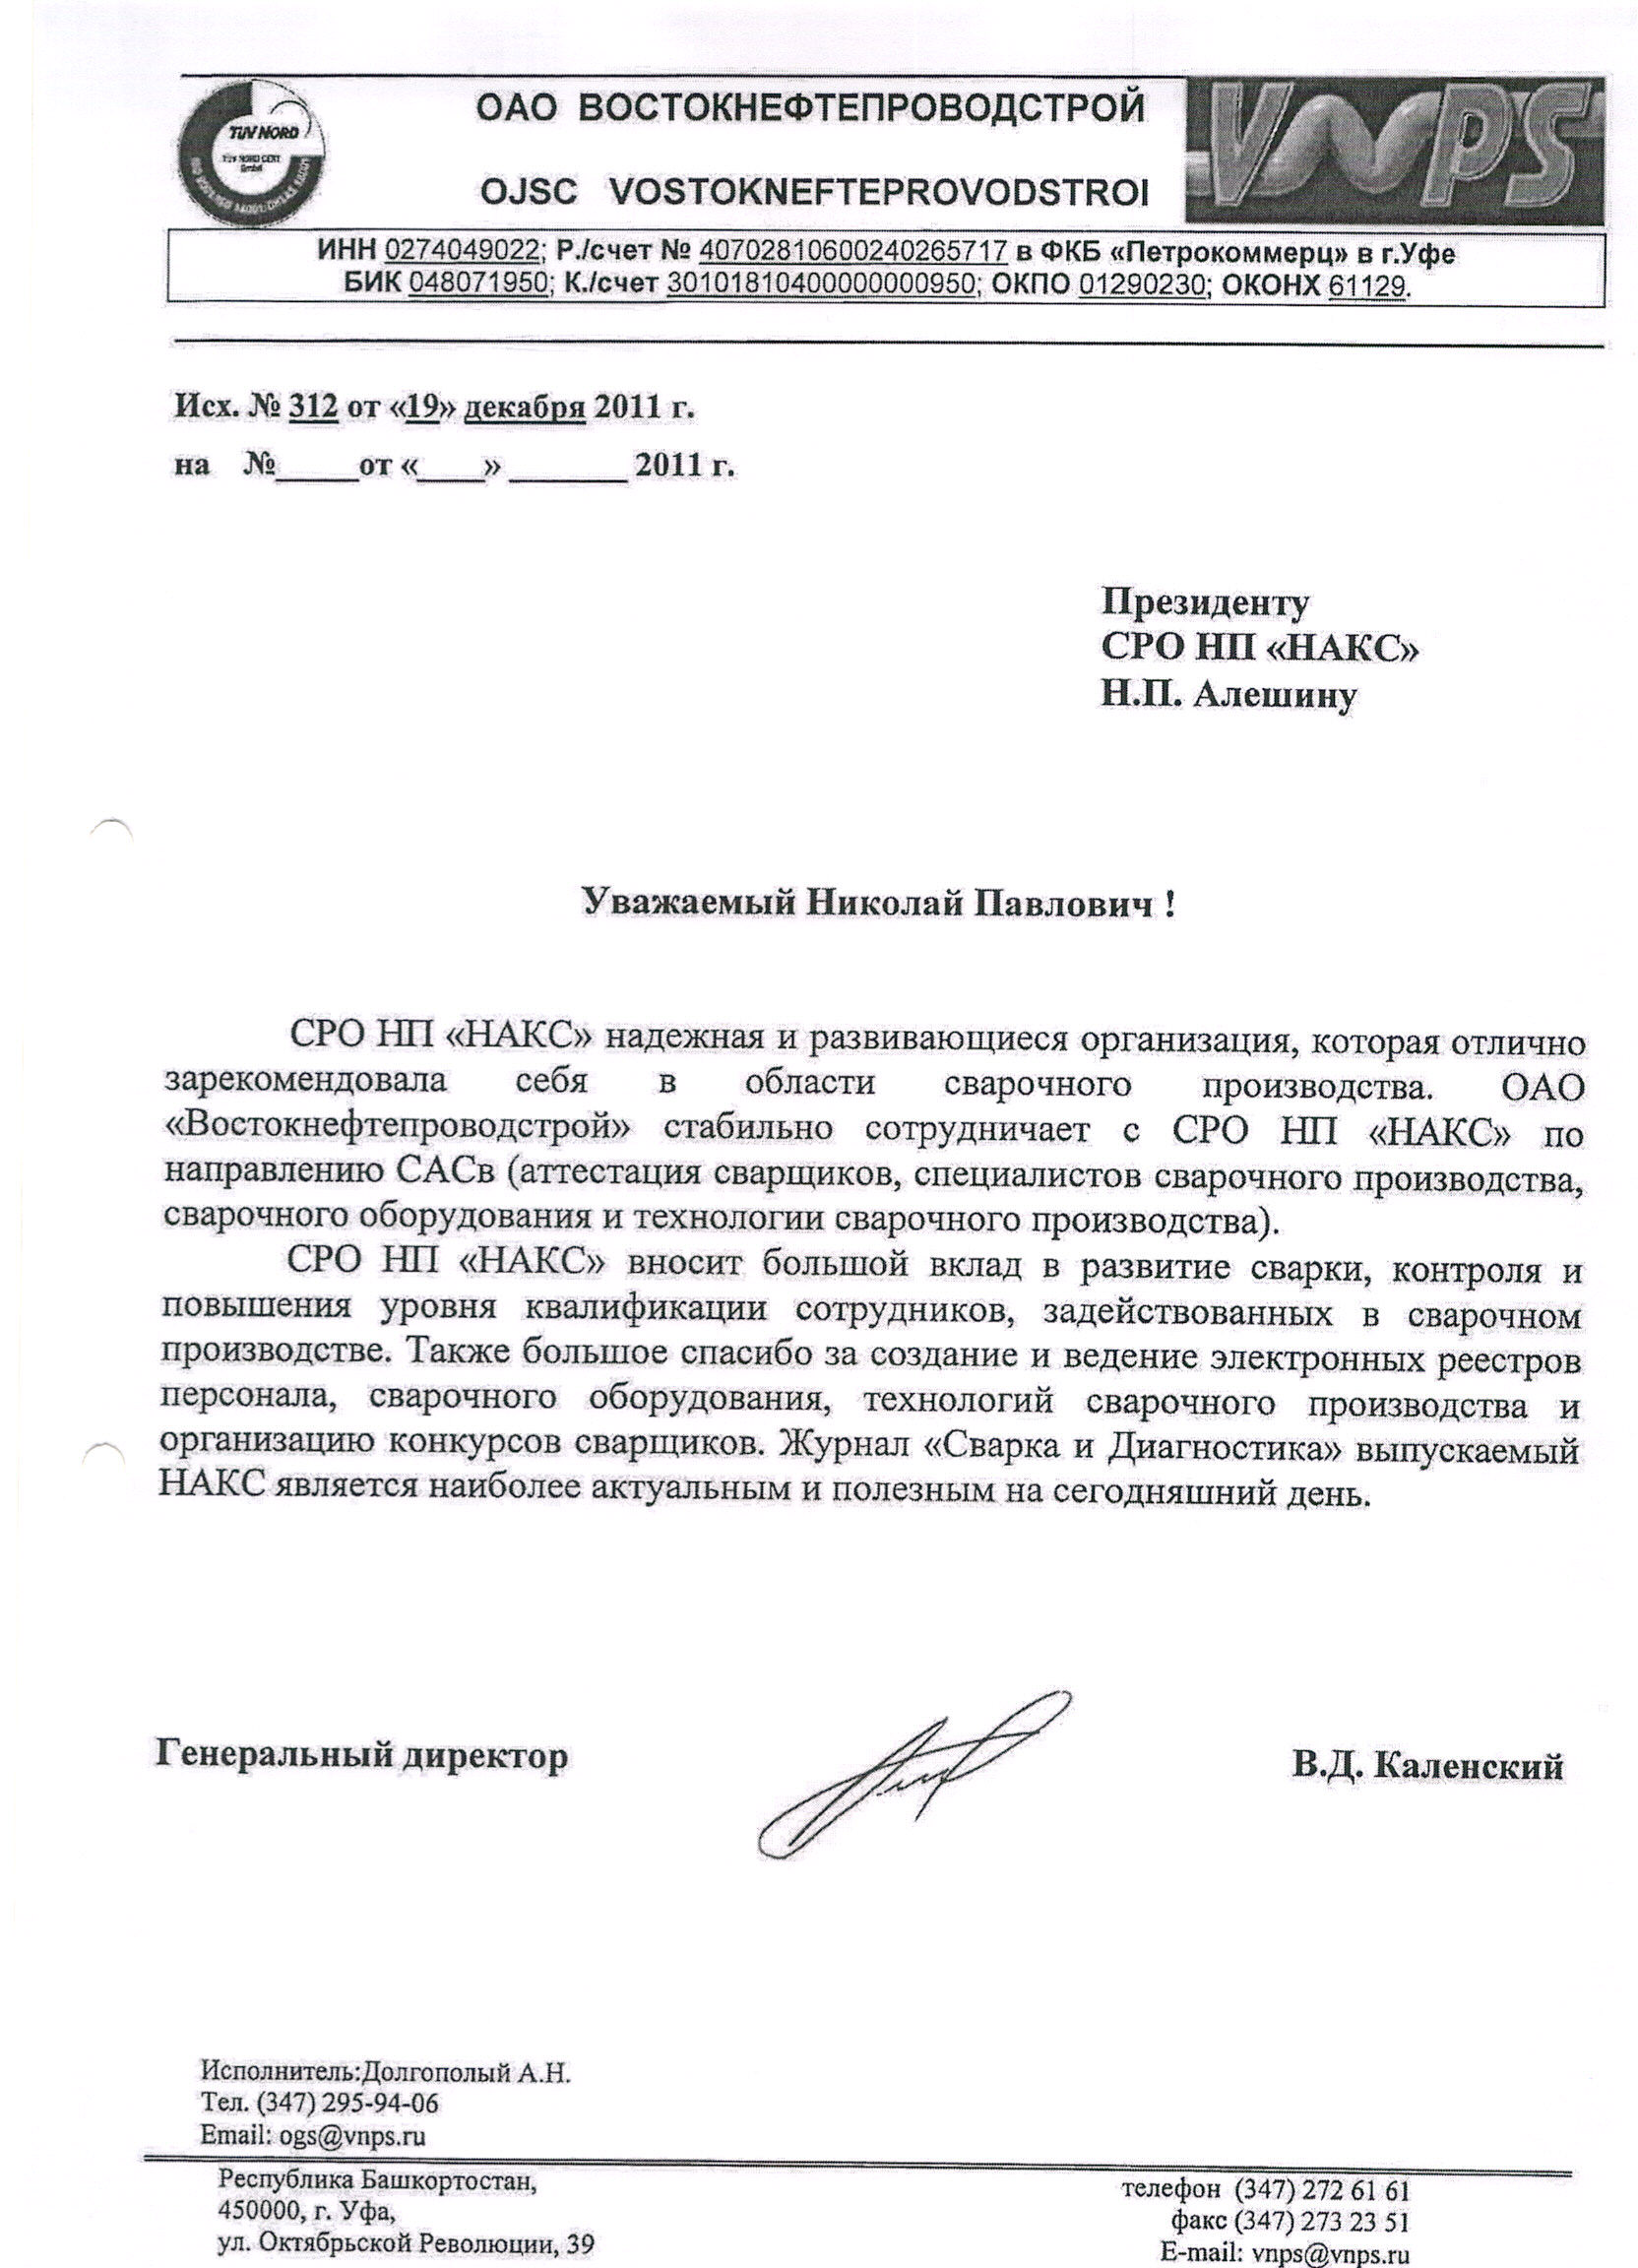 ОАО ВОСТОКНЕФТЕПРОВОДСТРОЙ
OJSC VOSTOKNEFTEPROVODSTROI
TUV NORD
TÜV NORD CERT
GmbH
VNPS
ИНН 0274049022; Р./счет № 40702810600240265717 в ФКБ «Петрокоммерц» в г.Уфе
БИК 048071950; К./счет 30101810400000000950; ОКПО 01290230; ОКОНХ 61129.
Исх. № 312 от «19» декабря 2011 г.
на №_____от «____» _______ 2011 г.
Президенту
СРО НП «НАКС»
Н.П. Алешину
Уважаемый Николай Павлович !
СРО НП «НАКС» надежная и развивающиеся организация, которая отлично
зарекомендовала себя в области сварочного производства. ОАО
«Востокнефтепроводстрой» стабильно сотрудничает с СРО НП «НАКС» по
направлению САСв (аттестация сварщиков, специалистов сварочного производства,
сварочного оборудования и технологии сварочного производства).
СРО НП «НАКС» вносит большой вклад в развитие сварки, контроля и
повышения уровня квалификации сотрудников, задействованных в сварочном
производстве. Также большое спасибо за создание и ведение электронных реестров
персонала, сварочного оборудования, технологий сварочного производства и
организацию конкурсов сварщиков. Журнал «Сварка и Диагностика» выпускаемый
НАКС является наиболее актуальным и полезным на сегодняшний день.
Генеральный директор
В.Д. Каленский
Исполнитель:Долгополый А.Н.
Тел. (347) 295-94-06
Email: ogs@vnps.ru
Республика Башкортостан,
450000, г. Уфа,
ул. Октябрьской Революции, 39
телефон (347) 272 61 61
факс (347) 273 23 51
E-mail: vnps@vnps.ru